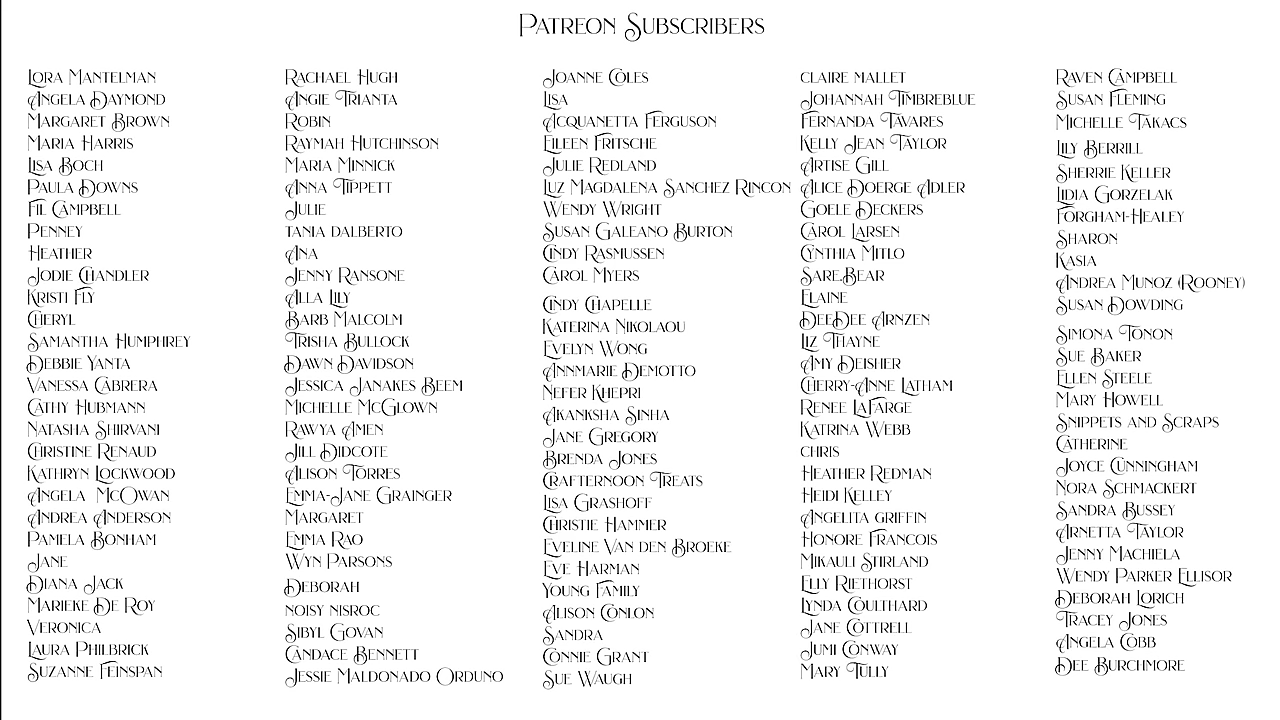 Patreon Subscribers
Lora Mantelman
Angela Daymond
Margaret Brown
Maria Harris
Lisa Boch
Paula Downs
Fil Campbell
Penney
Heather
Jodie Chandler
Kristi Fly
Cheryl
Samantha Humphrey
Debbie Yanta
Vanessa Cabrera
Cathy Hubmann
Natasha Shirvani
Christine Renaud
Kathryn Lockwood
Angela McOwan
Andrea Anderson
Pamela Bonham
Jane
Diana Jack
Marieke De Roy
Veronica
Laura Philbrick
Suzanne Feinspan
Rachael Hugh
Angie Trianta
Robin
Raymah Hutchinson
Maria Minnick
Anna Tippett
Julie
tania dalberto
Ana
Jenny Ransone
Alla Lily
Barb Malcolm
Trisha Bullock
Dawn Davidson
Jessica Janakes Beem
Michelle McGlown
Rawya Amen
Jill Didcote
Alison Torres
Emma-Jane Grainger
Margaret
Emma Rao
Wyn Parsons
Deborah
noisy nisroc
Sibyl Govan
Candace Bennett
Jessie Maldonado Orduno
Joanne Coles
Lisa
Acquanetta Ferguson
Eileen Fritsche
Julie Redland
Luz Magdalena Sanchez Rincon
Wendy Wright
Susan Galeano Burton
Cindy Rasmussen
Carol Myers
Cindy Chapelle
Katerina Nikolaou
Evelyn Wong
Annmarie Demotto
Nefer Khepri
Akanksha Sinha
Jane Gregory
Brenda Jones
Crafternoon Treats
Lisa Grashoff
Christie Hammer
Eveline Van den Broeke
Eve Harman
Young Family
Alison Conlon
Sandra
Connie Grant
Sue Waugh
claire mallet
Johannah Timbreblue
Fernanda Tavares
Kelly Jean Taylor
Artise Gill
Alice Doerge Adler
Goele Deckers
Carol Larsen
Cynthia Mitlo
SareBear
Elaine
DeeDee Arnzen
Liz Thayne
Amy Deisher
Cherry-Anne Latham
Renee LaFarge
Katrina Webb
chris
Heather Redman
Heidi Kelley
Angelita griffin
Honore Francois
Mikauli Stirland
Elly Riethorst
Lynda Coulthard
Jane Cottrell
Jumi Conway
Mary Tully
Raven Campbell
Susan Fleming
Michelle Takacs
Lily Berrill
Sherrie Keller
Lidia Gorzelak
Forgham-Healey
Sharon
Kasia
Andrea Munoz (Rooney)
Susan Dowding
Simona Tonon
Sue Baker
Ellen Steele
Mary Howell
Snippets and Scraps
Catherine
Joyce Cunningham
Nora Schmackert
Sandra Bussey
Arnetta Taylor
Jenny Machiela
Wendy Parker Ellisor
Deborah Lorich
Tracey Jones
Angela Cobb
Dee Burchmore